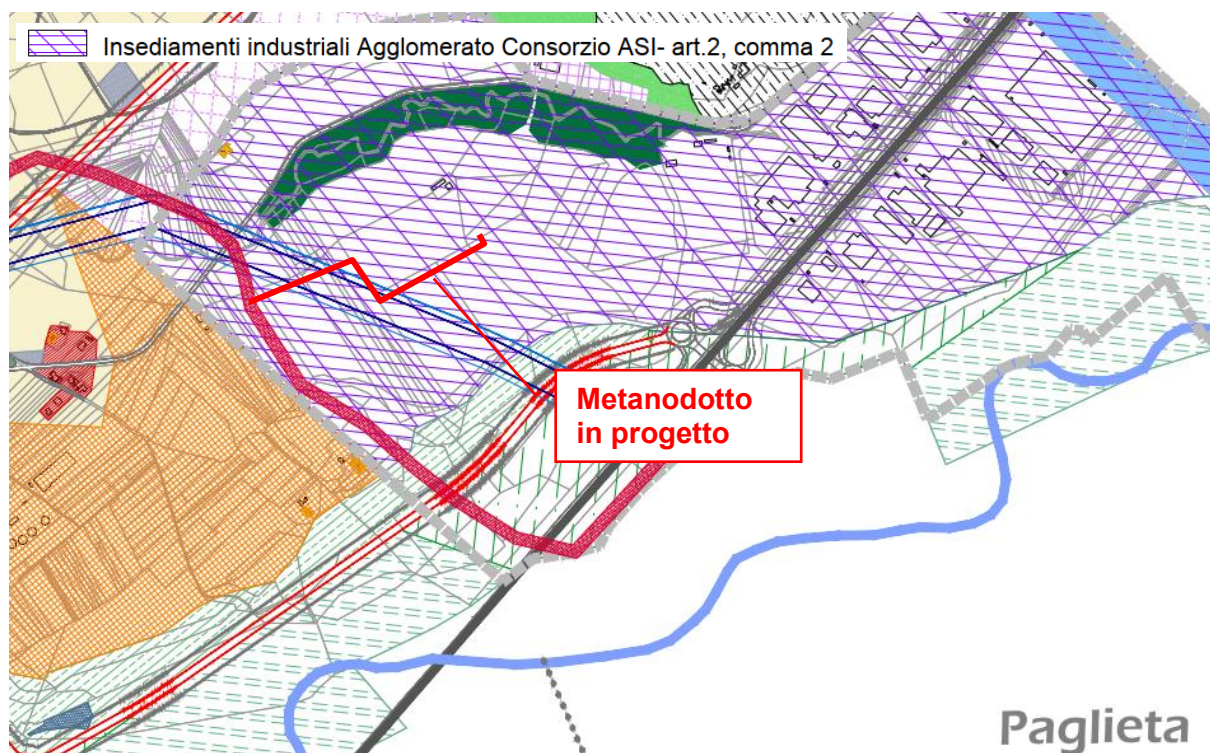 Insediamenti industriali Agglomerato Consorzio ASI- art.2, comma 2
Metanodotto
in progetto
Paglieta